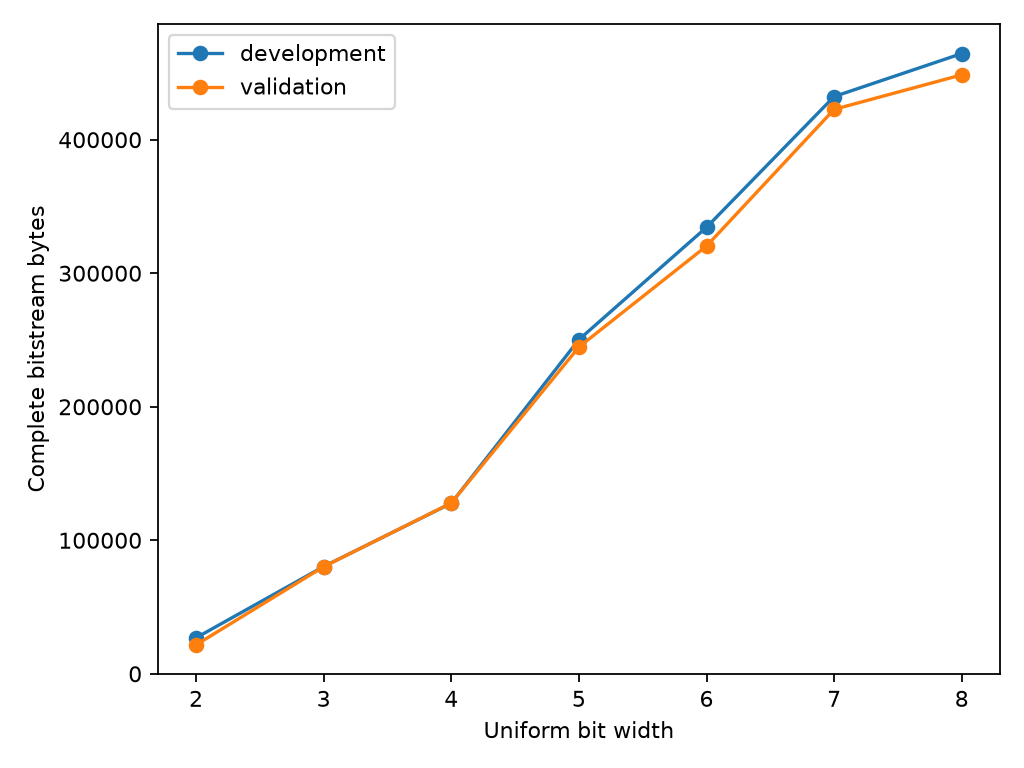 development
validation
400000
300000
200000
100000
0
Complete bitstream bytes
2 3 4 5 6 7 8
Uniform bit width